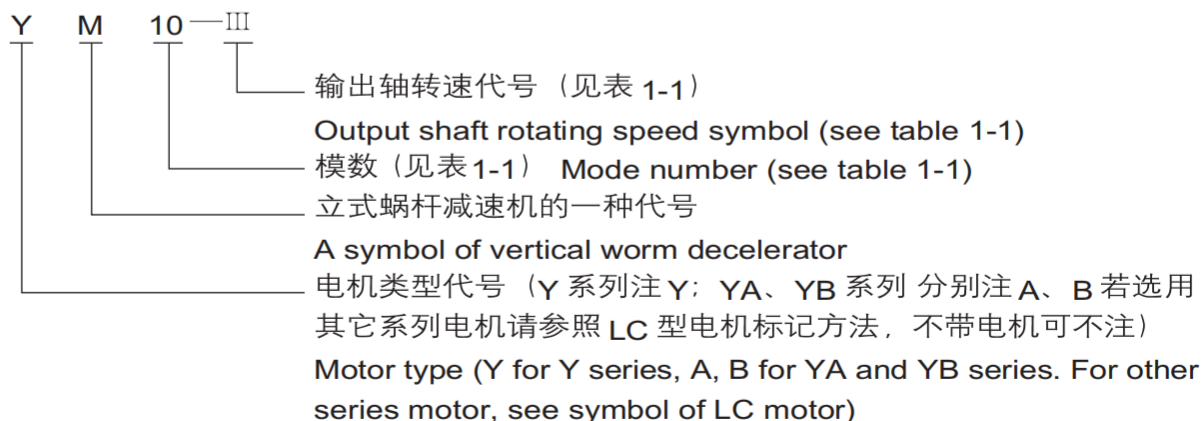 Y M 10 — III
输出轴转速代号（见表 1-1）
Output shaft rotating speed symbol (see table 1-1)
模数（见表1-1） Mode number (see table 1-1)
立式蜗杆减速机的一种代号
A symbol of vertical worm decelerator
电机类型代号（Y 系列注 Y；YA、YB 系列 分别注 A、B 若选用
其它系列电机请参照 LC 型电机标记方法，不带电机可不注）
Motor type (Y for Y series, A, B for YA and YB series. For other
series motor, see symbol of LC motor)